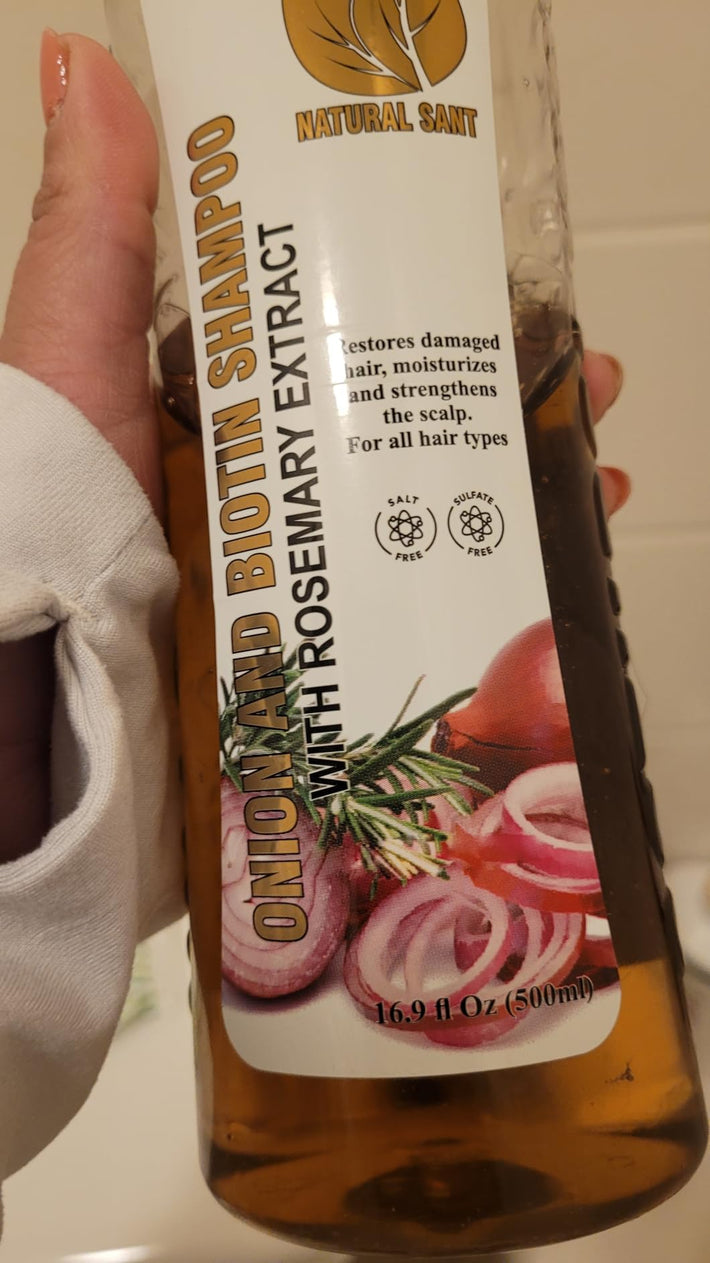 NATURAL SANT
ONION AND BIOTIN SHAMPOO
WITH ROSEMARY EXTRACT
Restores damaged
hair, moisturizes
and strengthens
the scalp.
For all hair types
SALT
FREE
SULFATE
FREE
16.9 fl Oz (500ml)